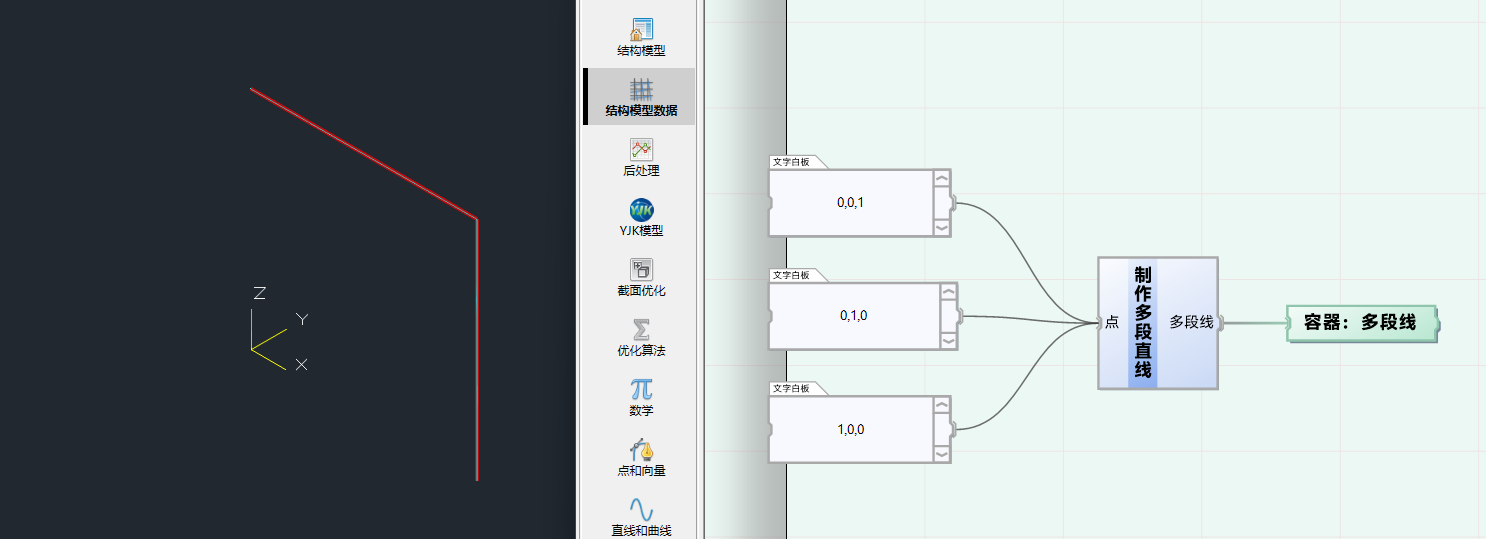 Z
Y
X
结构模型
结构模型数据
后处理
YJK
YJK模型
截面优化
优化算法
数学
点和向量
直线和曲线
文字白板
0,0,1
文字白板
0,1,0
文字白板
1,0,0
点
制作多段直线
多段线
容器：多段线